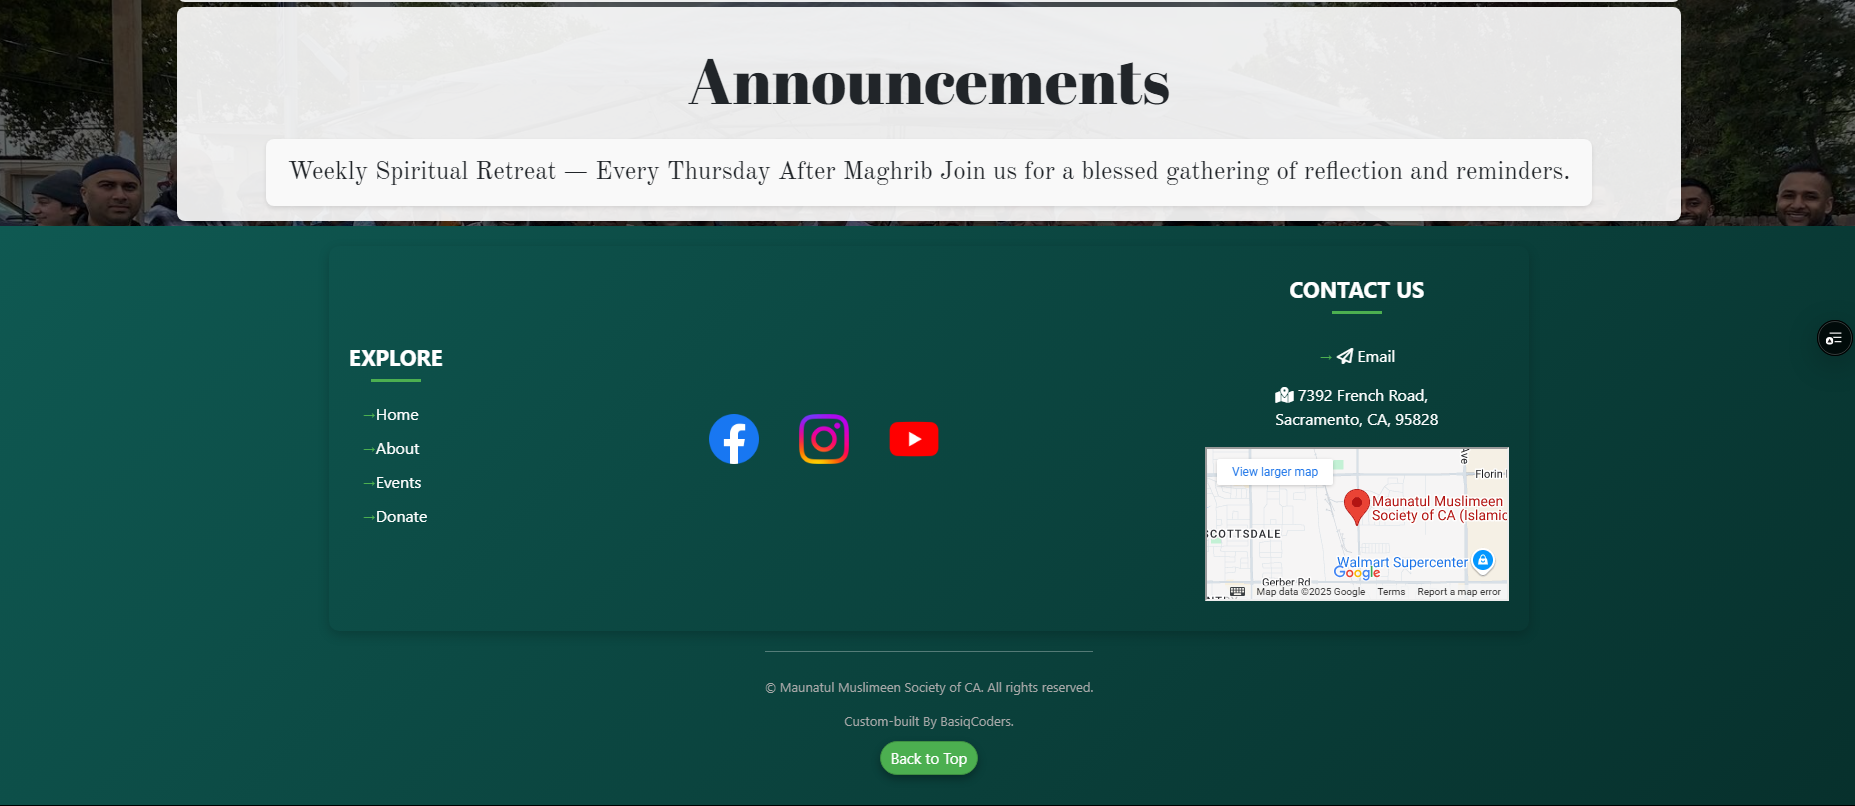 Announcements
Weekly Spiritual Retreat — Every Thursday After Maghrib Join us for a blessed gathering of reflection and reminders.
EXPLORE
→Home
→About
→Events
→Donate
CONTACT US
→ Email
7392 French Road,
Sacramento, CA, 95828
View larger map
Ave
Florin
Maunatul Muslimeen
Society of CA (Islamic
SCOTTSDALE
Walmart Supercenter
Google
Gerber Rd
Map data ©2025 Google Terms Report a map error
© Maunatul Muslimeen Society of CA. All rights reserved.
Custom-built By BasiqCoders.
Back to Top